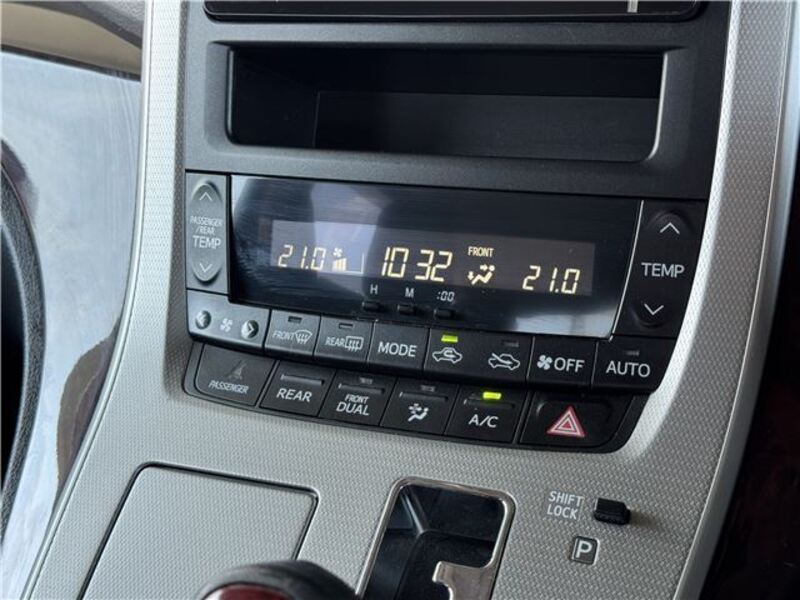 PASSENGER
/REAR
TEMP
21.0
10 32
FRONT
21.0
H M :00
TEMP
FRONT
REAR
MODE
OFF
AUTO
PASSENGER
REAR
FRONT
DUAL
A/C
SHIFT
LOCK
P